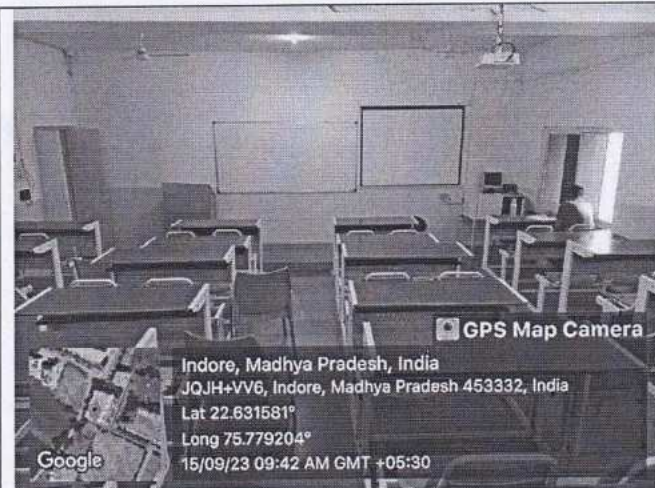 GPS Map Camera
Indore, Madhya Pradesh, India
JQJH+VV6, Indore, Madhya Pradesh 453332, India
Lat 22.631581°
Long 75.779204°
15/09/23 09:42 AM GMT +05:30
Google